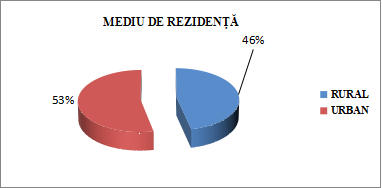 MEDIU DE REZIDENȚĂ
46%
53%
RURAL
URBAN